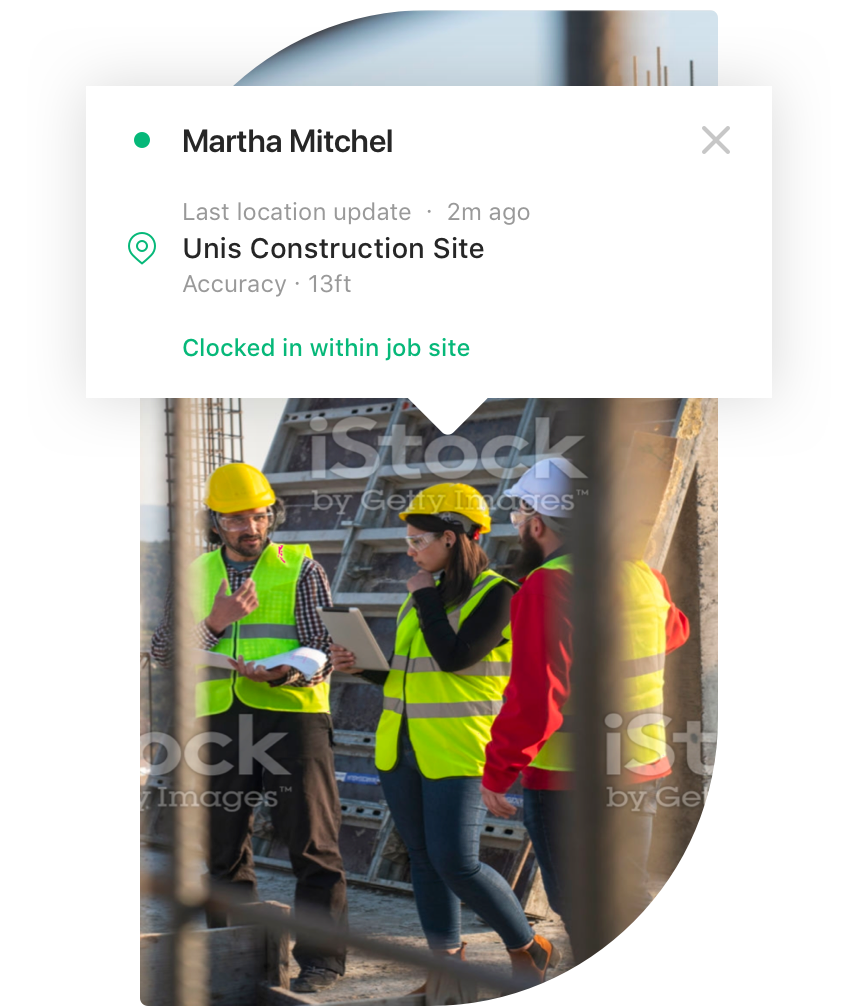 Martha Mitchel
Last location update · 2m ago
Unis Construction Site
Accuracy · 13ft
Clocked in within job site
iStock
by Getty Images™
ock
y Images™
iSt
by Get